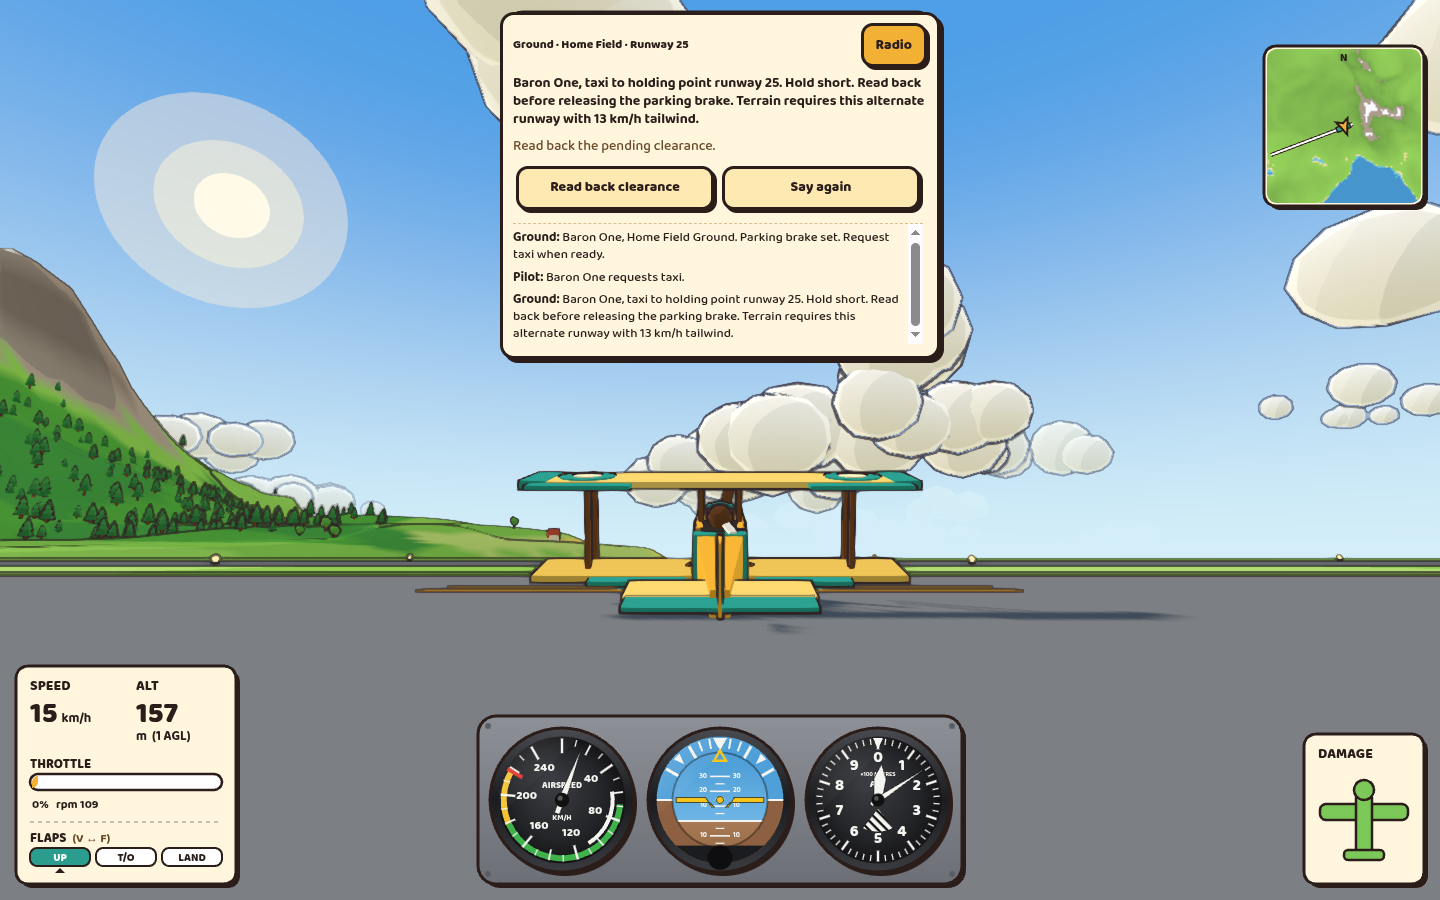 Ground · Home Field · Runway 25
Radio
Baron One, taxi to holding point runway 25. Hold short. Read back
before releasing the parking brake. Terrain requires this alternate
runway with 13 km/h tailwind.
Read back the pending clearance.
Read back clearance
Say again
Ground: Baron One, Home Field Ground. Parking brake set. Request
taxi when ready.
Pilot: Baron One requests taxi.
Ground: Baron One, taxi to holding point runway 25. Hold short. Read
back before releasing the parking brake. Terrain requires this
alternate runway with 13 km/h tailwind.
N
F
SPEED
15 km/h
ALT
157
m (1 AGL)
THROTTLE
0% rpm 109
FLAPS (V ↔ F)
UP
T/O
LAND
240
40
AIRSPEED
200
80
KM/H
160
120
30 30
20 20
10 10
10 10
0
9 1
8 2
7 3
6 4
5
DAMAGE